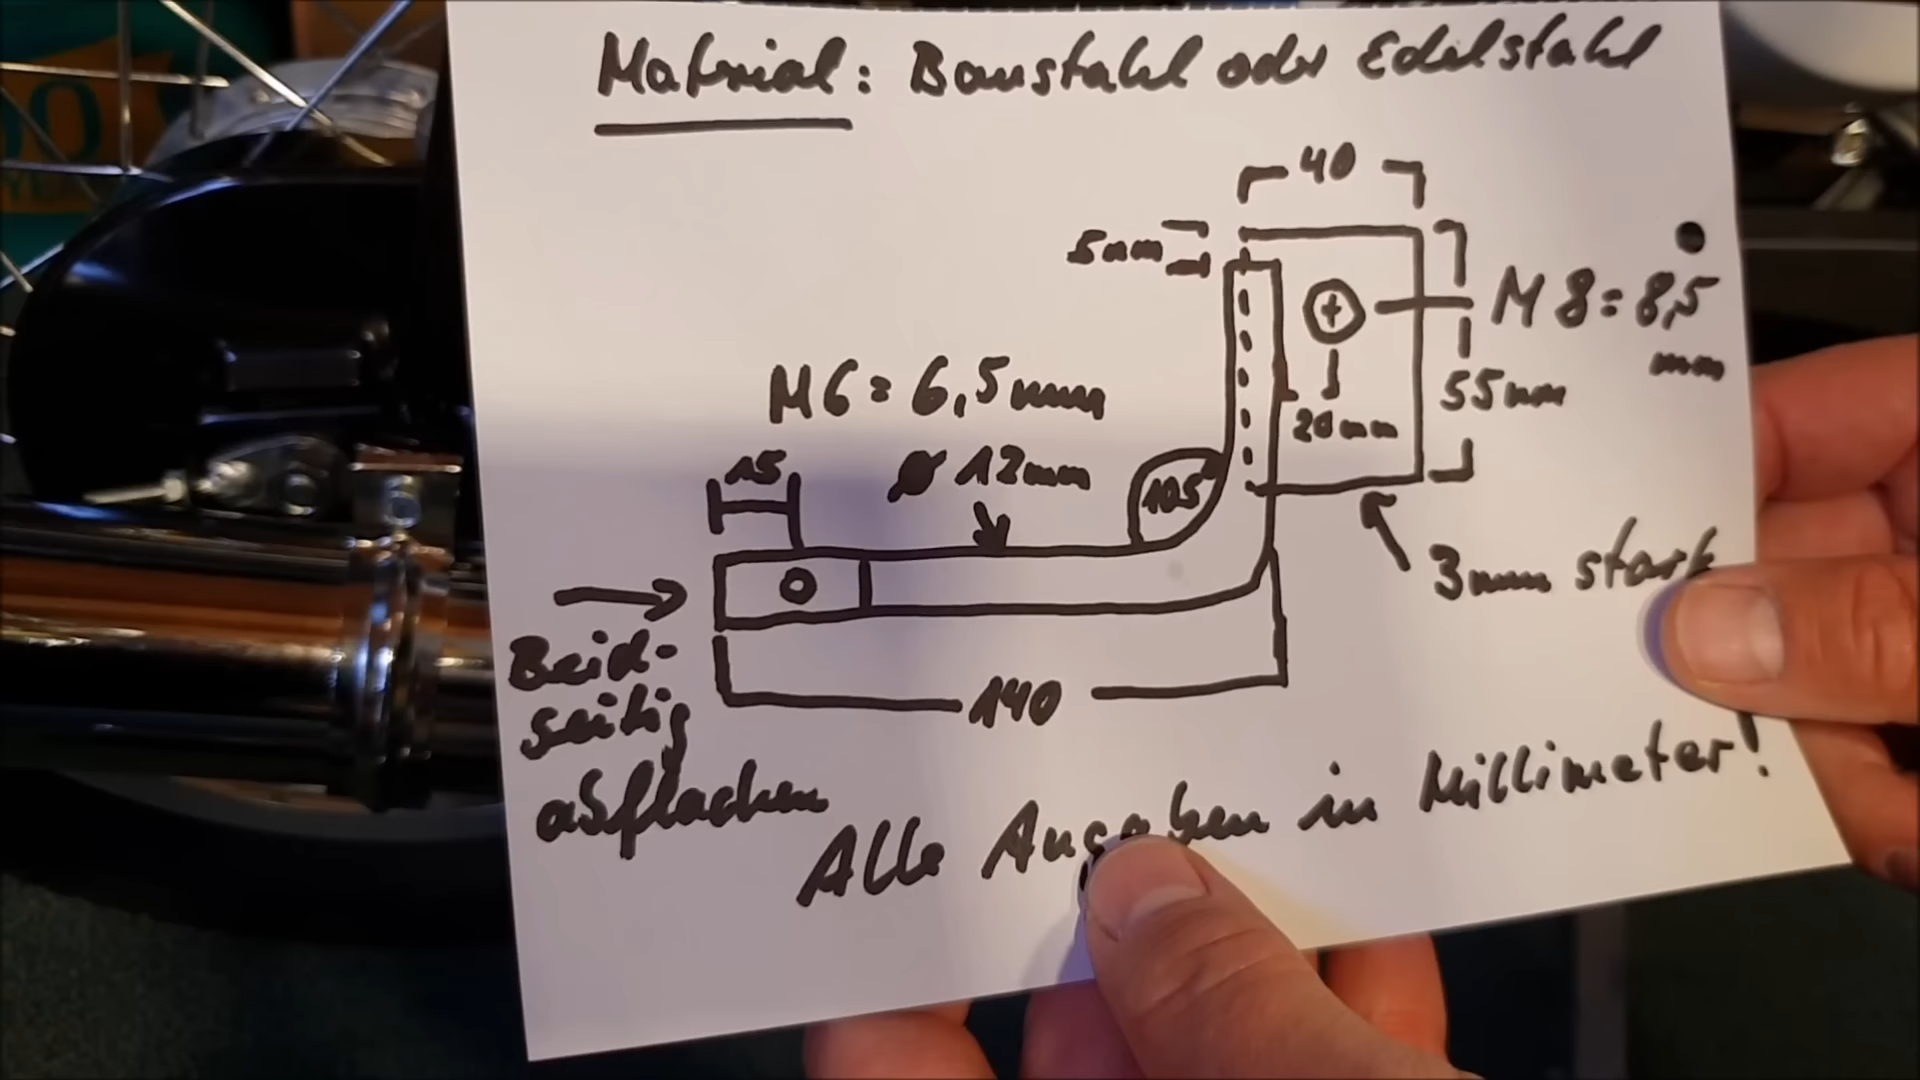 Material: Baustahl oder Edelstahl
40
5mm
M8=8,5
mm
55mm
20mm
M6=6,5mm
15
Ø 12mm
105°
3mm stark
140
Beid-
seitig
abflachen
Alle Angaben in Millimeter!